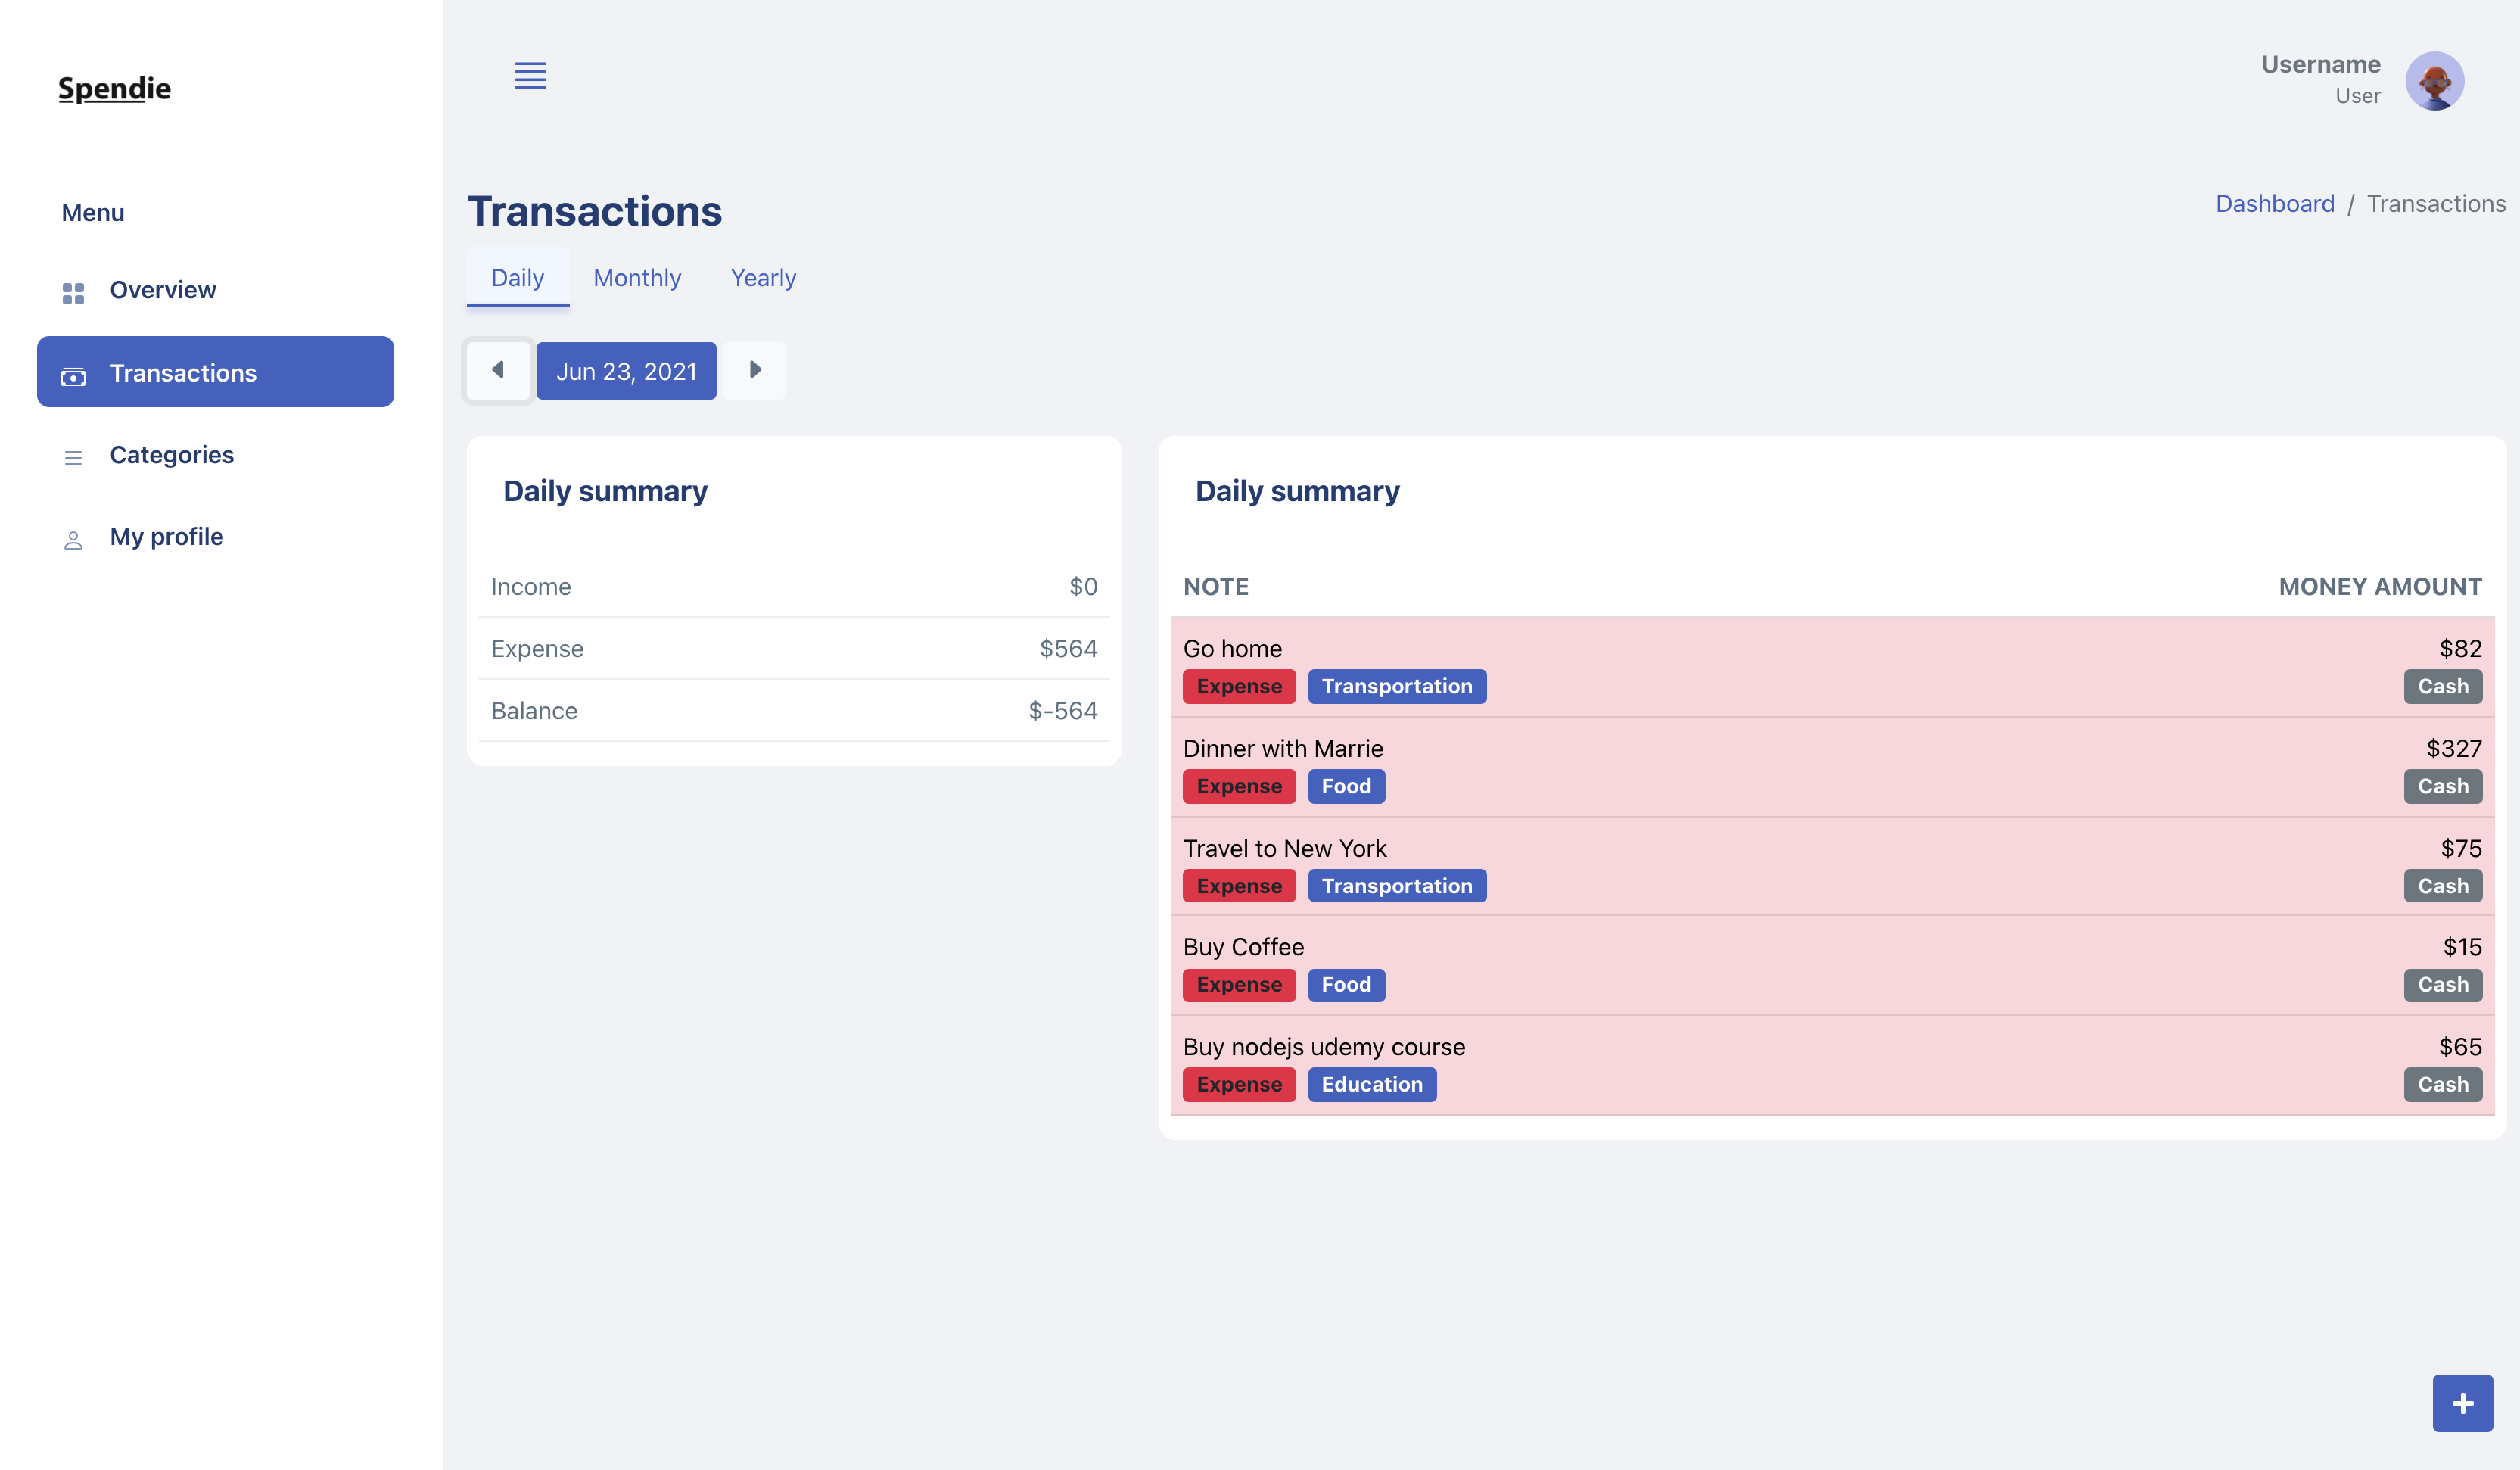 Spendie
Menu
Overview
Transactions
Categories
My profile
Username
User
Transactions
Dashboard / Transactions
Daily Monthly Yearly
Jun 23, 2021
Daily summary
Income $0
Expense $564
Balance $-564
Daily summary
NOTE MONEY AMOUNT
Go home $82
Expense Transportation Cash
Dinner with Marrie $327
Expense Food Cash
Travel to New York $75
Expense Transportation Cash
Buy Coffee $15
Expense Food Cash
Buy nodejs udemy course $65
Expense Education Cash
+